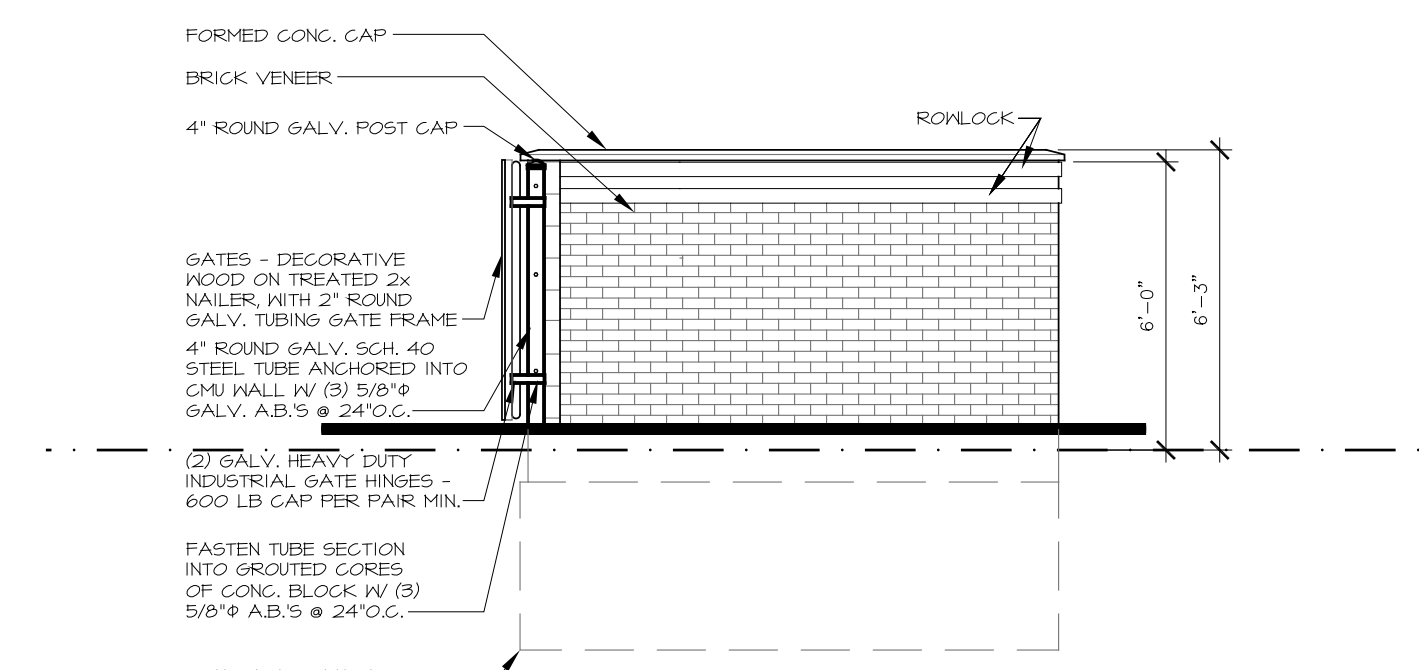 FORMED CONC. CAP
BRICK VENEER
4" ROUND GALV. POST CAP
ROWLOCK
GATES - DECORATIVE
WOOD ON TREATED 2x
NAILER, WITH 2" ROUND
GALV. TUBING GATE FRAME
4" ROUND GALV. SCH. 40
STEEL TUBE ANCHORED INTO
CMU WALL W/ (3) 5/8"Φ
GALV. A.B.'S @ 24"O.C.
(2) GALV. HEAVY DUTY
INDUSTRIAL GATE HINGES -
600 LB CAP PER PAIR MIN.
FASTEN TUBE SECTION
INTO GROUTED CORES
OF CONC. BLOCK W/ (3)
5/8"Φ A.B.'S @ 24"O.C.
6'-0"
6'-3"